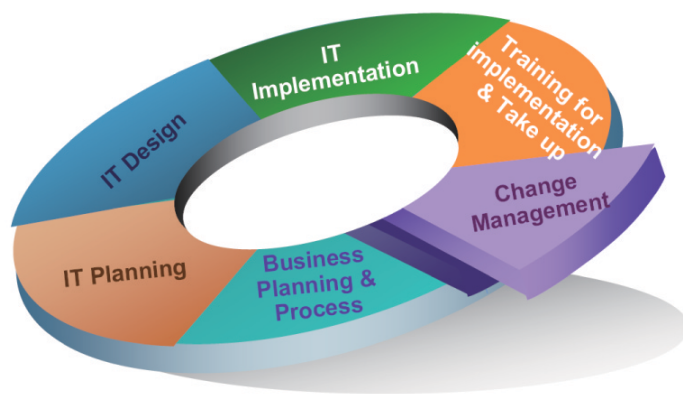 IT
Implementation
Training for
implementation
& Take up
IT Design
Change
Management
IT Planning
Business
Planning &
Process